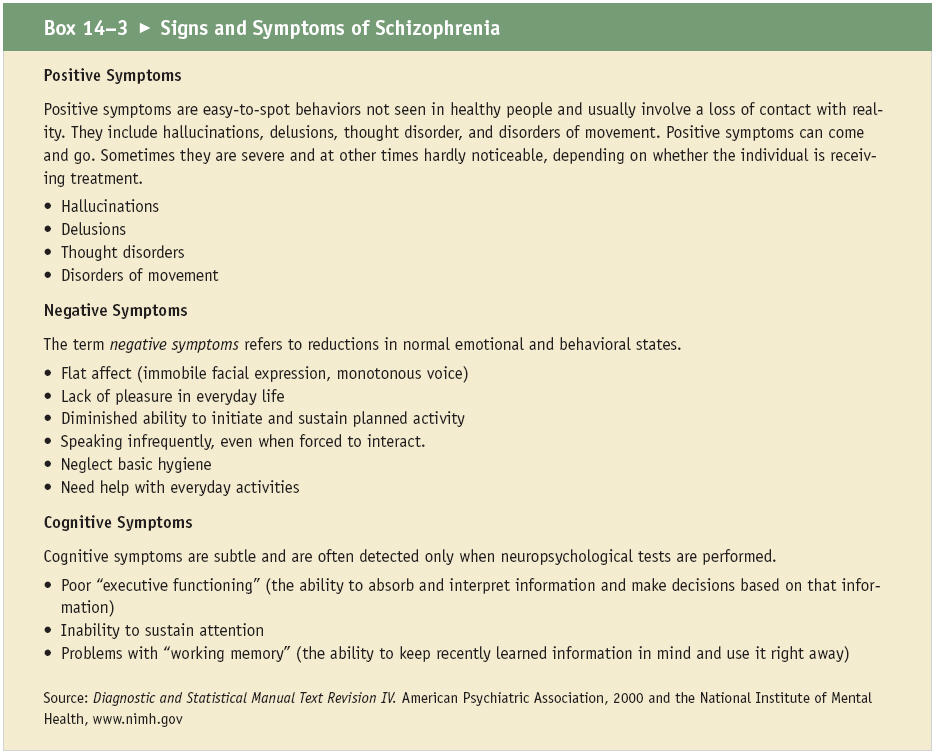 Box 14–3 ► Signs and Symptoms of Schizophrenia
Positive Symptoms
Positive symptoms are easy-to-spot behaviors not seen in healthy people and usually involve a loss of contact with real-
ity. They include hallucinations, delusions, thought disorder, and disorders of movement. Positive symptoms can come
and go. Sometimes they are severe and at other times hardly noticeable, depending on whether the individual is receiv-
ing treatment.
• Hallucinations
• Delusions
• Thought disorders
• Disorders of movement
Negative Symptoms
The term negative symptoms refers to reductions in normal emotional and behavioral states.
• Flat affect (immobile facial expression, monotonous voice)
• Lack of pleasure in everyday life
• Diminished ability to initiate and sustain planned activity
• Speaking infrequently, even when forced to interact.
• Neglect basic hygiene
• Need help with everyday activities
Cognitive Symptoms
Cognitive symptoms are subtle and are often detected only when neuropsychological tests are performed.
• Poor “executive functioning” (the ability to absorb and interpret information and make decisions based on that infor-
mation)
• Inability to sustain attention
• Problems with “working memory” (the ability to keep recently learned information in mind and use it right away)
Source: Diagnostic and Statistical Manual Text Revision IV. American Psychiatric Association, 2000 and the National Institute of Mental
Health, www.nimh.gov